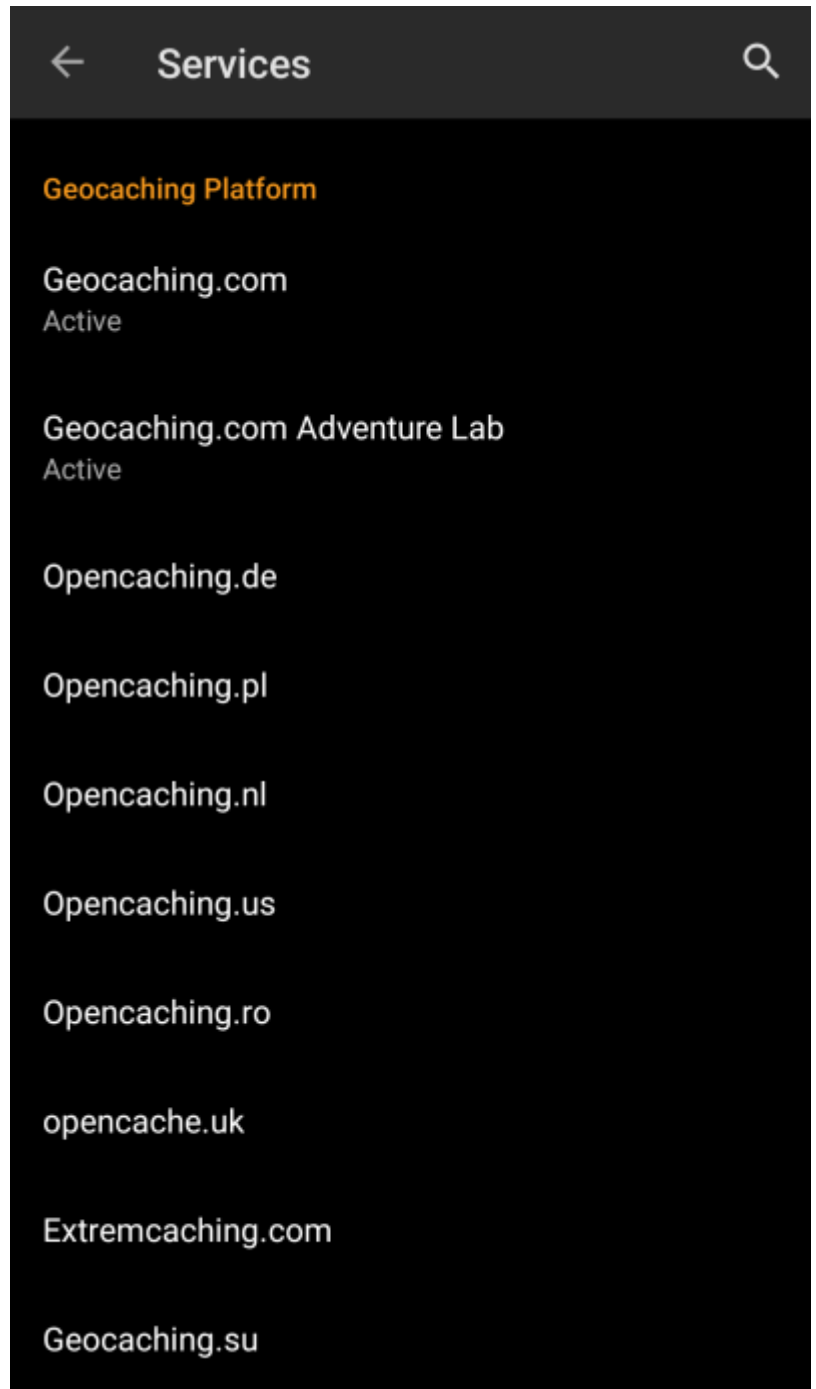 Services
Geocaching Platform
Geocaching.com
Active
Geocaching.com Adventure Lab
Active
Opencaching.de
Opencaching.pl
Opencaching.nl
Opencaching.us
Opencaching.ro
opencache.uk
Extremcaching.com
Geocaching.su